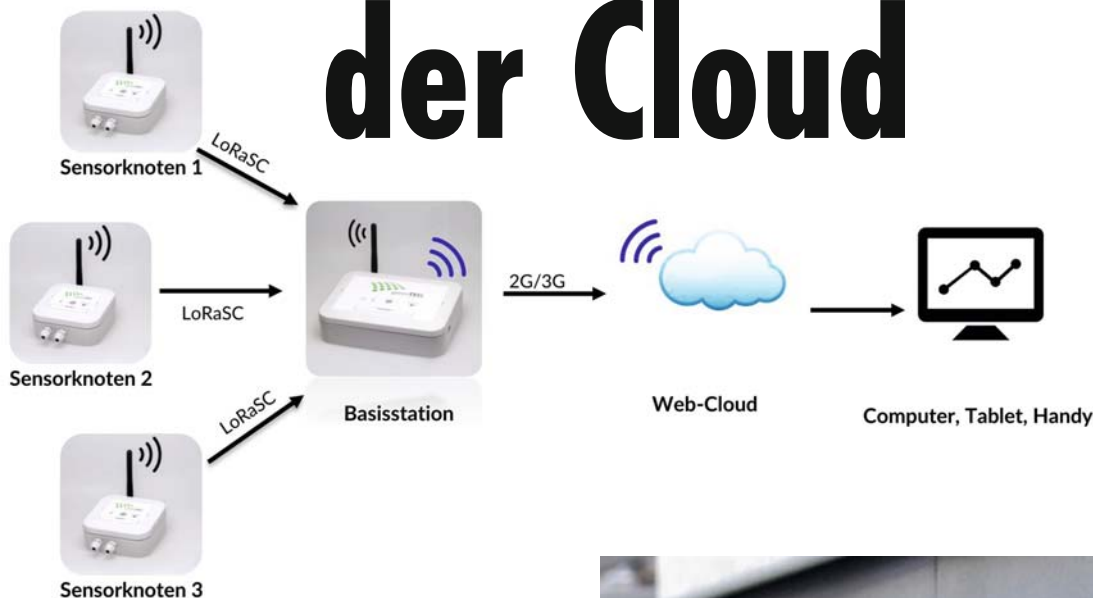 der Cloud
Sensorknoten 1
LoRaSC
Sensorknoten 2
LoRaSC
Sensorknoten 3
LoRaSC
Basisstation
2G/3G
Web-Cloud
Computer, Tablet, Handy